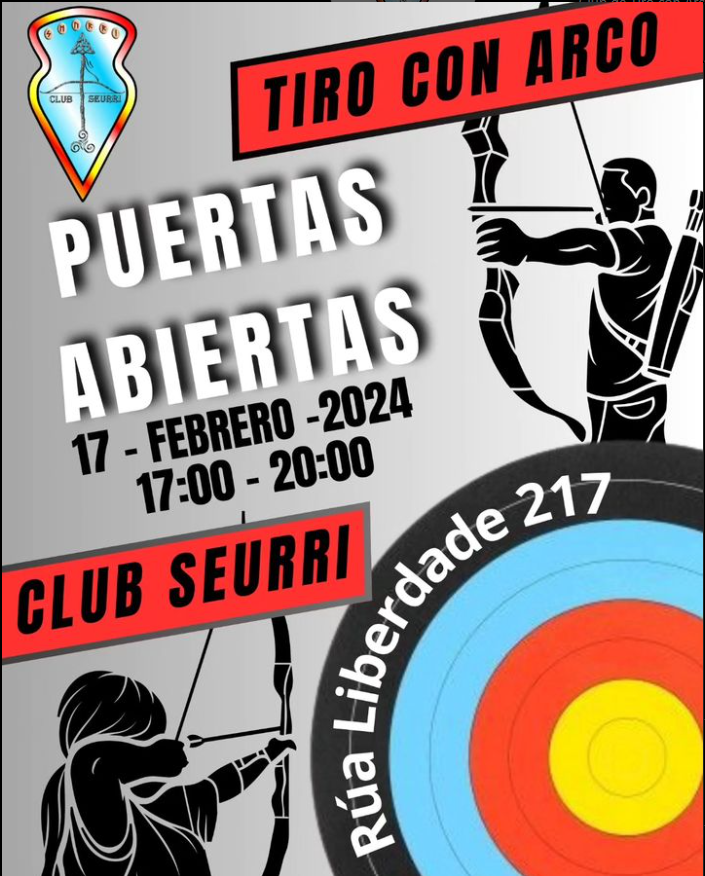 CLUB SEURRI
TIRO CON ARCO
PUERTAS
ABIERTAS
17 - FEBRERO -2024
17:00 - 20:00
CLUB SEURRI
Rúa Liberdade 217